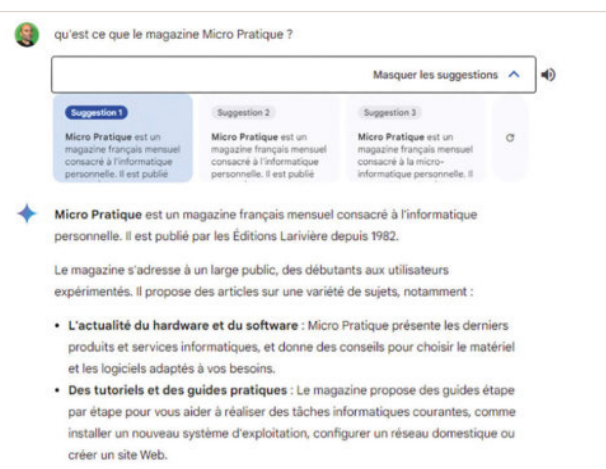 qu'est ce que le magazine Micro Pratique ?
Masquer les suggestions
Suggestion 1
Micro Pratique est un
magazine français mensuel
consacré à l'informatique
personnelle. Il est publié
Suggestion 2
Micro Pratique est un
magazine français mensuel
consacré à l'informatique
personnelle. Il est publié
Suggestion 3
Micro Pratique est un
magazine français mensuel
consacré à la micro-
informatique personnelle. Il
Micro Pratique est un magazine français mensuel consacré à l'informatique
personnelle. Il est publié par les Éditions Larivière depuis 1982.
Le magazine s'adresse à un large public, des débutants aux utilisateurs
expérimentés. Il propose des articles sur une variété de sujets, notamment :
• L'actualité du hardware et du software : Micro Pratique présente les derniers
produits et services informatiques, et donne des conseils pour choisir le matériel
et les logiciels adaptés à vos besoins.
• Des tutoriels et des guides pratiques : Le magazine propose des guides étape
par étape pour vous aider à réaliser des tâches informatiques courantes, comme
installer un nouveau système d'exploitation, configurer un réseau domestique ou
créer un site Web.